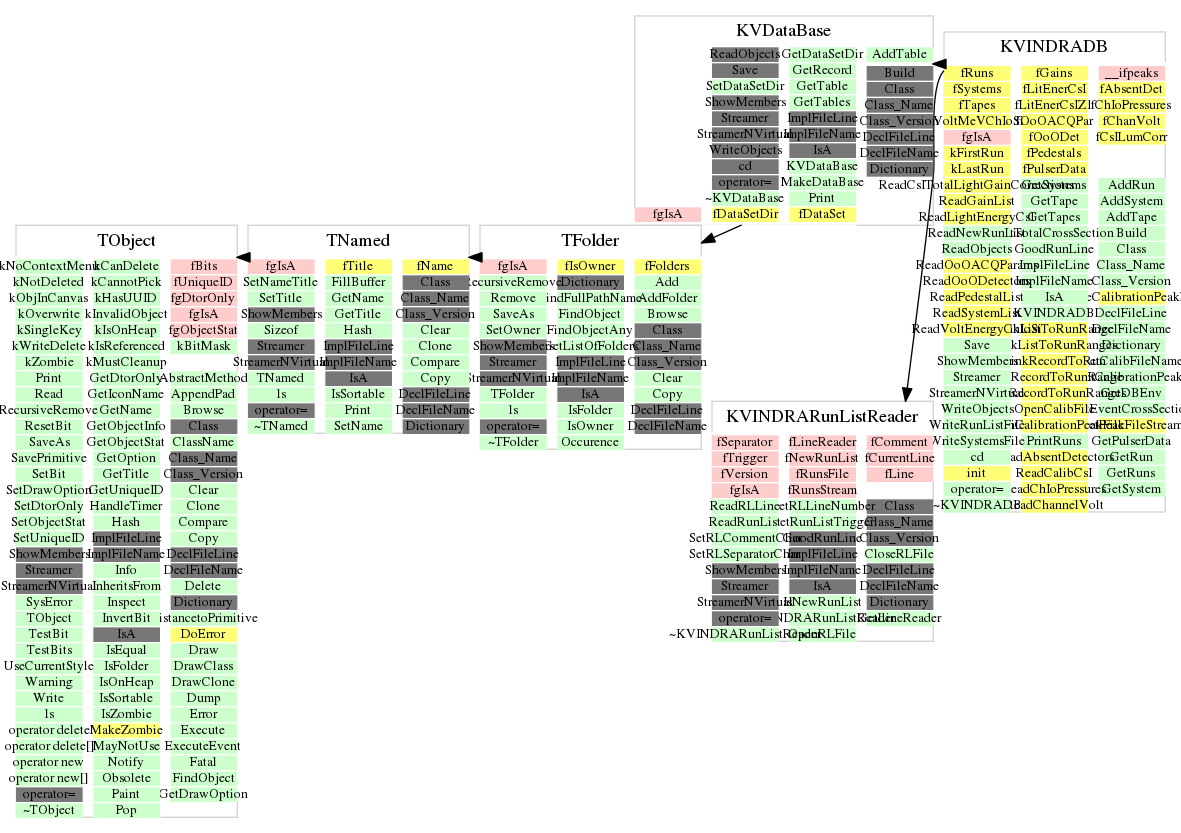 KVDataBase
ReadObjects GetDataSetDir AddTable
Save GetRecord Build
SetDataSetDir GetTable Class
ShowMembers GetTables Class_Name
Streamer ImplFileLine Class_Version
StreamerNVirtual ImplFileName DeclFileLine
WriteObjects IsA DeclFileName
cd KVDataBase Dictionary
operator= MakeDataBase
~KVDataBase Print
fgIsA fDataSetDir fDataSet
KVINDRADB
fRuns fGains __ifpeaks
fSystems fLitEnerCsI fAbsentDet
fTapes fLitEnerCsIZ fChIoPressures
VoltMeVChIoSi fOoOACQPar fChanVolt
fgIsA fOoODet fCsILumCorr
kFirstRun fPedestals
kLastRun fPulserData
ReadCsITotalLightGainCorrections GetSystems AddRun
ReadGainList GetTape AddSystem
ReadLightEnergyCsI GetTapes AddTape
ReadNewRunList TotalCrossSection Build
ReadObjects GoodRunLine Class
ReadOoOACQParams ImplFileLine Class_Name
ReadOoODetectors ImplFileName Class_Version
ReadPedestalList IsA CalibrationPeak
ReadSystemList KVINDRADB DeclFileLine
ReadVoltEnergyChIoSi ListToRunRanges DeclFileName
Save kListToRunRanges Dictionary
ShowMembers kRecordToRun CalibFileName
Streamer RecordToRunRange CalibrationPeak
StreamerNVirtual RecordToRunRanges GetDBEnv
WriteObjects OpenCalibFile EventCrossSection
WriteRunListFile CalibrationPeak PeakFileStream
WriteSystemsFile PrintRuns GetPulserData
cd AbsentDetectors GetRun
init ReadCalibCsI GetRuns
operator= ReadChIoPressures GetSystem
~KVINDRADB ReadChannelVolt
TObject
kNoContextMenu kCanDelete fBits
kNotDeleted kCannotPick fUniqueID
kObjInCanvas kHasUUID fgDtorOnly
kOverwrite kInvalidObject fgIsA
kSingleKey kIsOnHeap fgObjectStat
kWriteDelete kIsReferenced kBitMask
kZombie kMustCleanup
Print GetDtorOnly AbstractMethod
Read GetIconName AppendPad
RecursiveRemove GetName Browse
ResetBit GetObjectInfo Class
SaveAs GetObjectStat ClassName
SavePrimitive GetOption Class_Name
SetBit GetTitle Class_Version
SetDrawOption GetUniqueID Clear
SetDtorOnly HandleTimer Clone
SetObjectStat Hash Compare
SetUniqueID ImplFileLine Copy
ShowMembers ImplFileName DeclFileLine
Streamer Info DeclFileName
StreamerNVirtual InheritsFrom Delete
SysError Inspect Dictionary
TObject InvertBit DistancetoPrimitive
TestBit IsA DoError
TestBits IsEqual Draw
UseCurrentStyle IsFolder DrawClass
Warning IsOnHeap DrawClone
Write IsSortable Dump
ls IsZombie Error
operator delete MakeZombie Execute
operator delete[] MayNotUse ExecuteEvent
operator new Notify Fatal
operator new[] Obsolete FindObject
operator= Paint GetDrawOption
~TObject Pop
TNamed
fgIsA fTitle fName
SetNameTitle FillBuffer Class
SetTitle GetName Class_Name
ShowMembers GetTitle Class_Version
Sizeof Hash Clear
Streamer ImplFileLine Clone
StreamerNVirtual ImplFileName Compare
TNamed IsA Copy
ls IsSortable DeclFileLine
operator= Print DeclFileName
~TNamed SetName Dictionary
TFolder
fgIsA fIsOwner fFolders
RecursiveRemove Dictionary Add
Remove FindFullPathName AddFolder
SaveAs FindObject Browse
SetOwner FindObjectAny Class
ShowMembers GetListOfFolders Class_Name
Streamer ImplFileLine Class_Version
StreamerNVirtual ImplFileName Clear
TFolder IsA Copy
ls IsFolder DeclFileLine
operator= IsOwner DeclFileName
~TFolder Occurence
KVINDRARunListReader
fSeparator fLineReader fComment
fTrigger fNewRunList fCurrentLine
fVersion fRunsFile fLine
fgIsA fRunsStream
ReadRLLine GetRLLineNumber Class
ReadRunList GetRunListTrigger Class_Name
SetRLCommentChar GoodRunLine Class_Version
SetRLSeparatorChar ImplFileLine CloseRLFile
ShowMembers ImplFileName DeclFileLine
Streamer IsA DeclFileName
StreamerNVirtual IsNewRunList Dictionary
operator= KVINDRARunListReader GetLineReader
~KVINDRARunListReader OpenRLFile